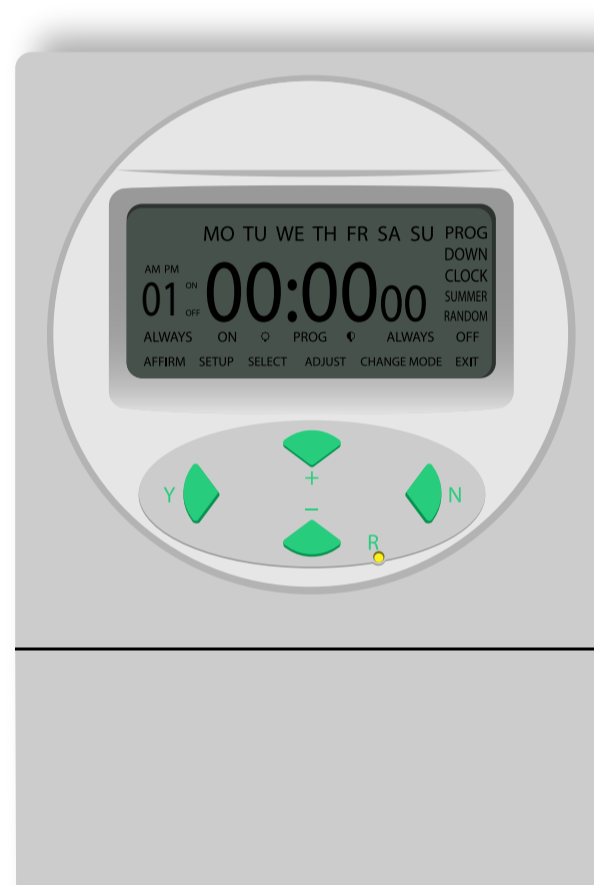 MO TU WE TH FR SA SU PROG
DOWN
AM PM
CLOCK
01 ON OFF 00:00 00
SUMMER
RANDOM
ALWAYS ON PROG ALWAYS OFF
AFFIRM SETUP SELECT ADJUST CHANGE MODE EXIT
+
Y N
−
R